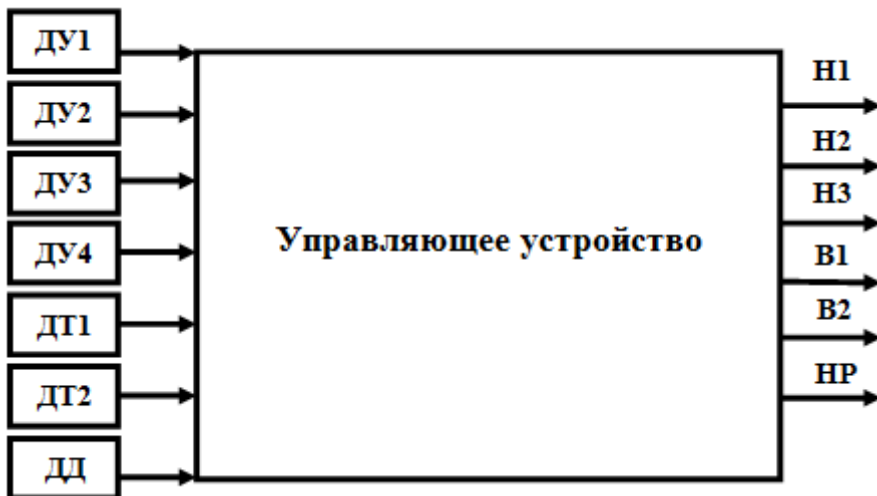 ДУ1
ДУ2
ДУ3
ДУ4
ДТ1
ДТ2
ДД
Управляющее устройство
Н1
Н2
Н3
В1
В2
НР